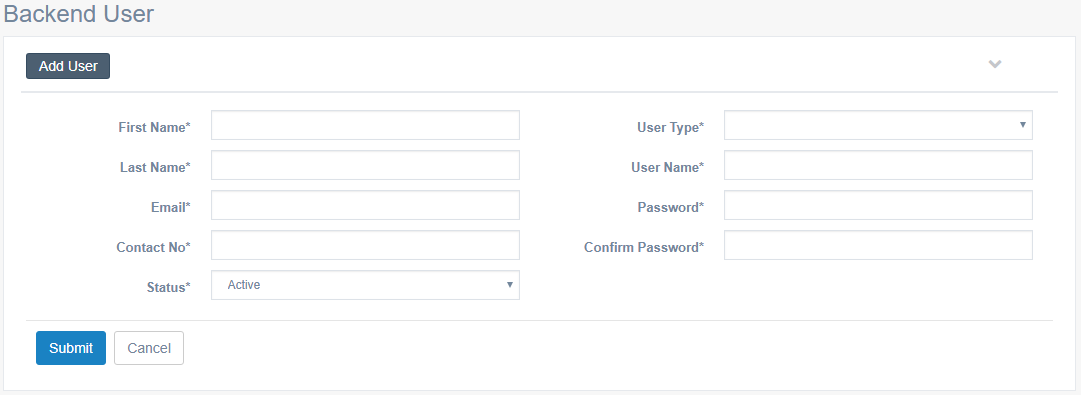 Backend User
Add User
First Name*
User Type*
Last Name*
User Name*
Email*
Password*
Contact No*
Confirm Password*
Status*
Active
Submit
Cancel